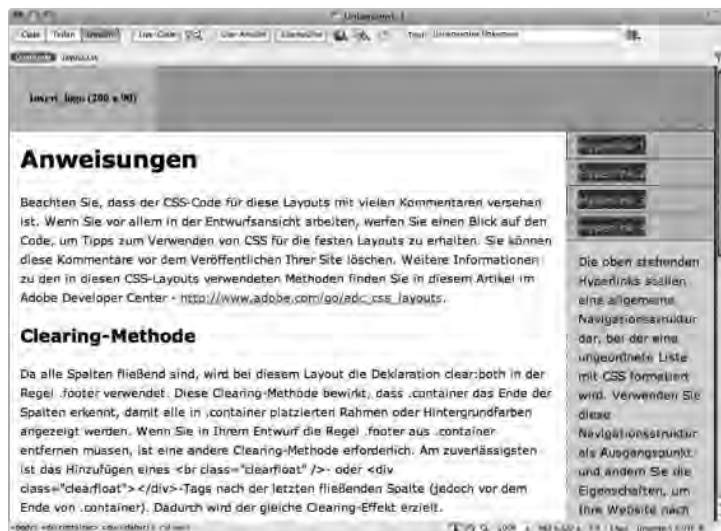 Unbenannt-1
Code Teilen Entwurf Live-Code Live-Ansicht Titel: Unbenanntes Dokument
Quellcode
Insert_logo (200 x 90)
Anweisungen
Beachten Sie, dass der CSS-Code für diese Layouts mit vielen Kommentaren versehen
ist. Wenn Sie vor allem in der Entwurfsansicht arbeiten, werfen Sie einen Blick auf den
Code, um Tipps zum Verwenden von CSS für die festen Layouts zu erhalten. Sie können
diese Kommentare vor dem Veröffentlichen Ihrer Site löschen. Weitere Informationen
zu den in diesen CSS-Layouts verwendeten Methoden finden Sie in diesem Artikel im
Adobe Developer Center - http://www.adobe.com/go/adc_css_layouts.
Clearing-Methode
Da alle Spalten fließend sind, wird bei diesem Layout die Deklaration clear:both in der
Regel .footer verwendet. Diese Clearing-Methode bewirkt, dass .container das Ende der
Spalten erkennt, damit alle in .container platzierten Rahmen oder Hintergrundfarben
angezeigt werden. Wenn Sie in Ihrem Entwurf die Regel .footer aus .container
entfernen müssen, ist eine andere Clearing-Methode erforderlich. Am zuverlässigsten
ist das Hinzufügen eines <br class="clearfloat" />- oder <div
class="clearfloat"></div>-Tags nach der letzten fließenden Spalte (jedoch vor dem
Ende von .container). Dadurch wird der gleiche Clearing-Effekt erzielt.
Die oben stehenden
Hyperlinks stellen
eine allgemeine
Navigationsstruktur
dar, bei der eine
ungeordnete Liste
mit CSS formatiert
wird. Verwenden Sie
diese
Navigationsstruktur
als Ausgangspunkt
und ändern Sie die
Eigenschaften, um
Ihre Website nach